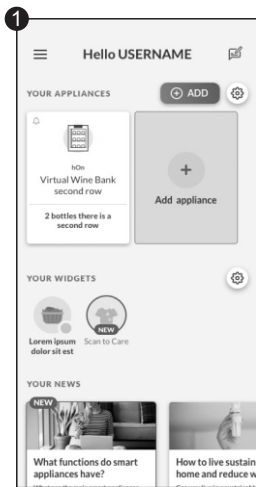 1
Hello USERNAME
YOUR APPLIANCES
ADD
hOn
Virtual Wine Bank
second row
2 bottles there is a
second row
+
Add appliance
YOUR WIDGETS
NEW
Lorem ipsum
dolor sit est
Scan to Care
YOUR NEWS
NEW
What functions do smart
appliances have?
How to live sustain
home and reduce w